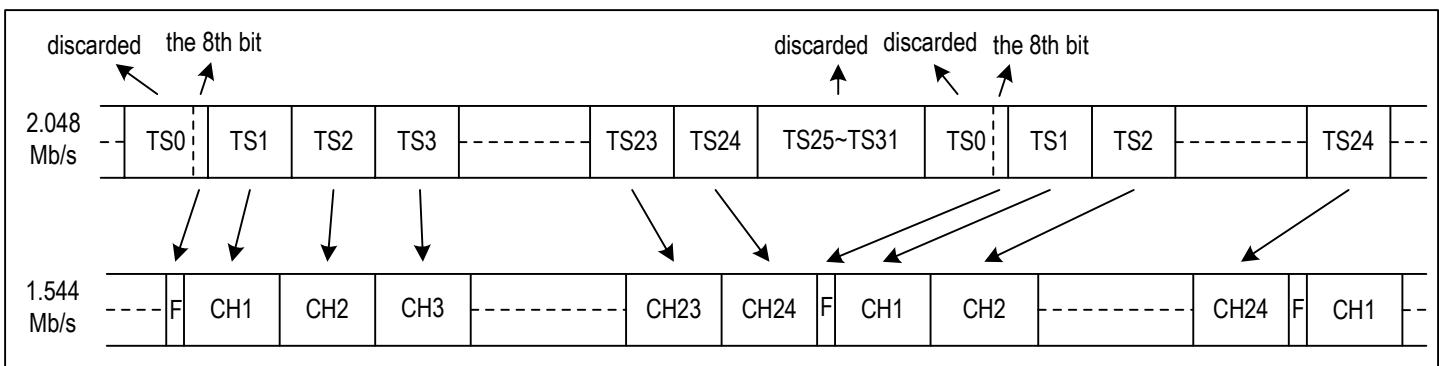 discarded the 8th bit discarded discarded the 8th bit
2.048 Mb/s TS0 TS1 TS2 TS3 TS23 TS24 TS25~TS31 TS0 TS1 TS2 TS24
1.544 Mb/s F CH1 CH2 CH3 CH23 CH24 F CH1 CH2 CH24 F CH1